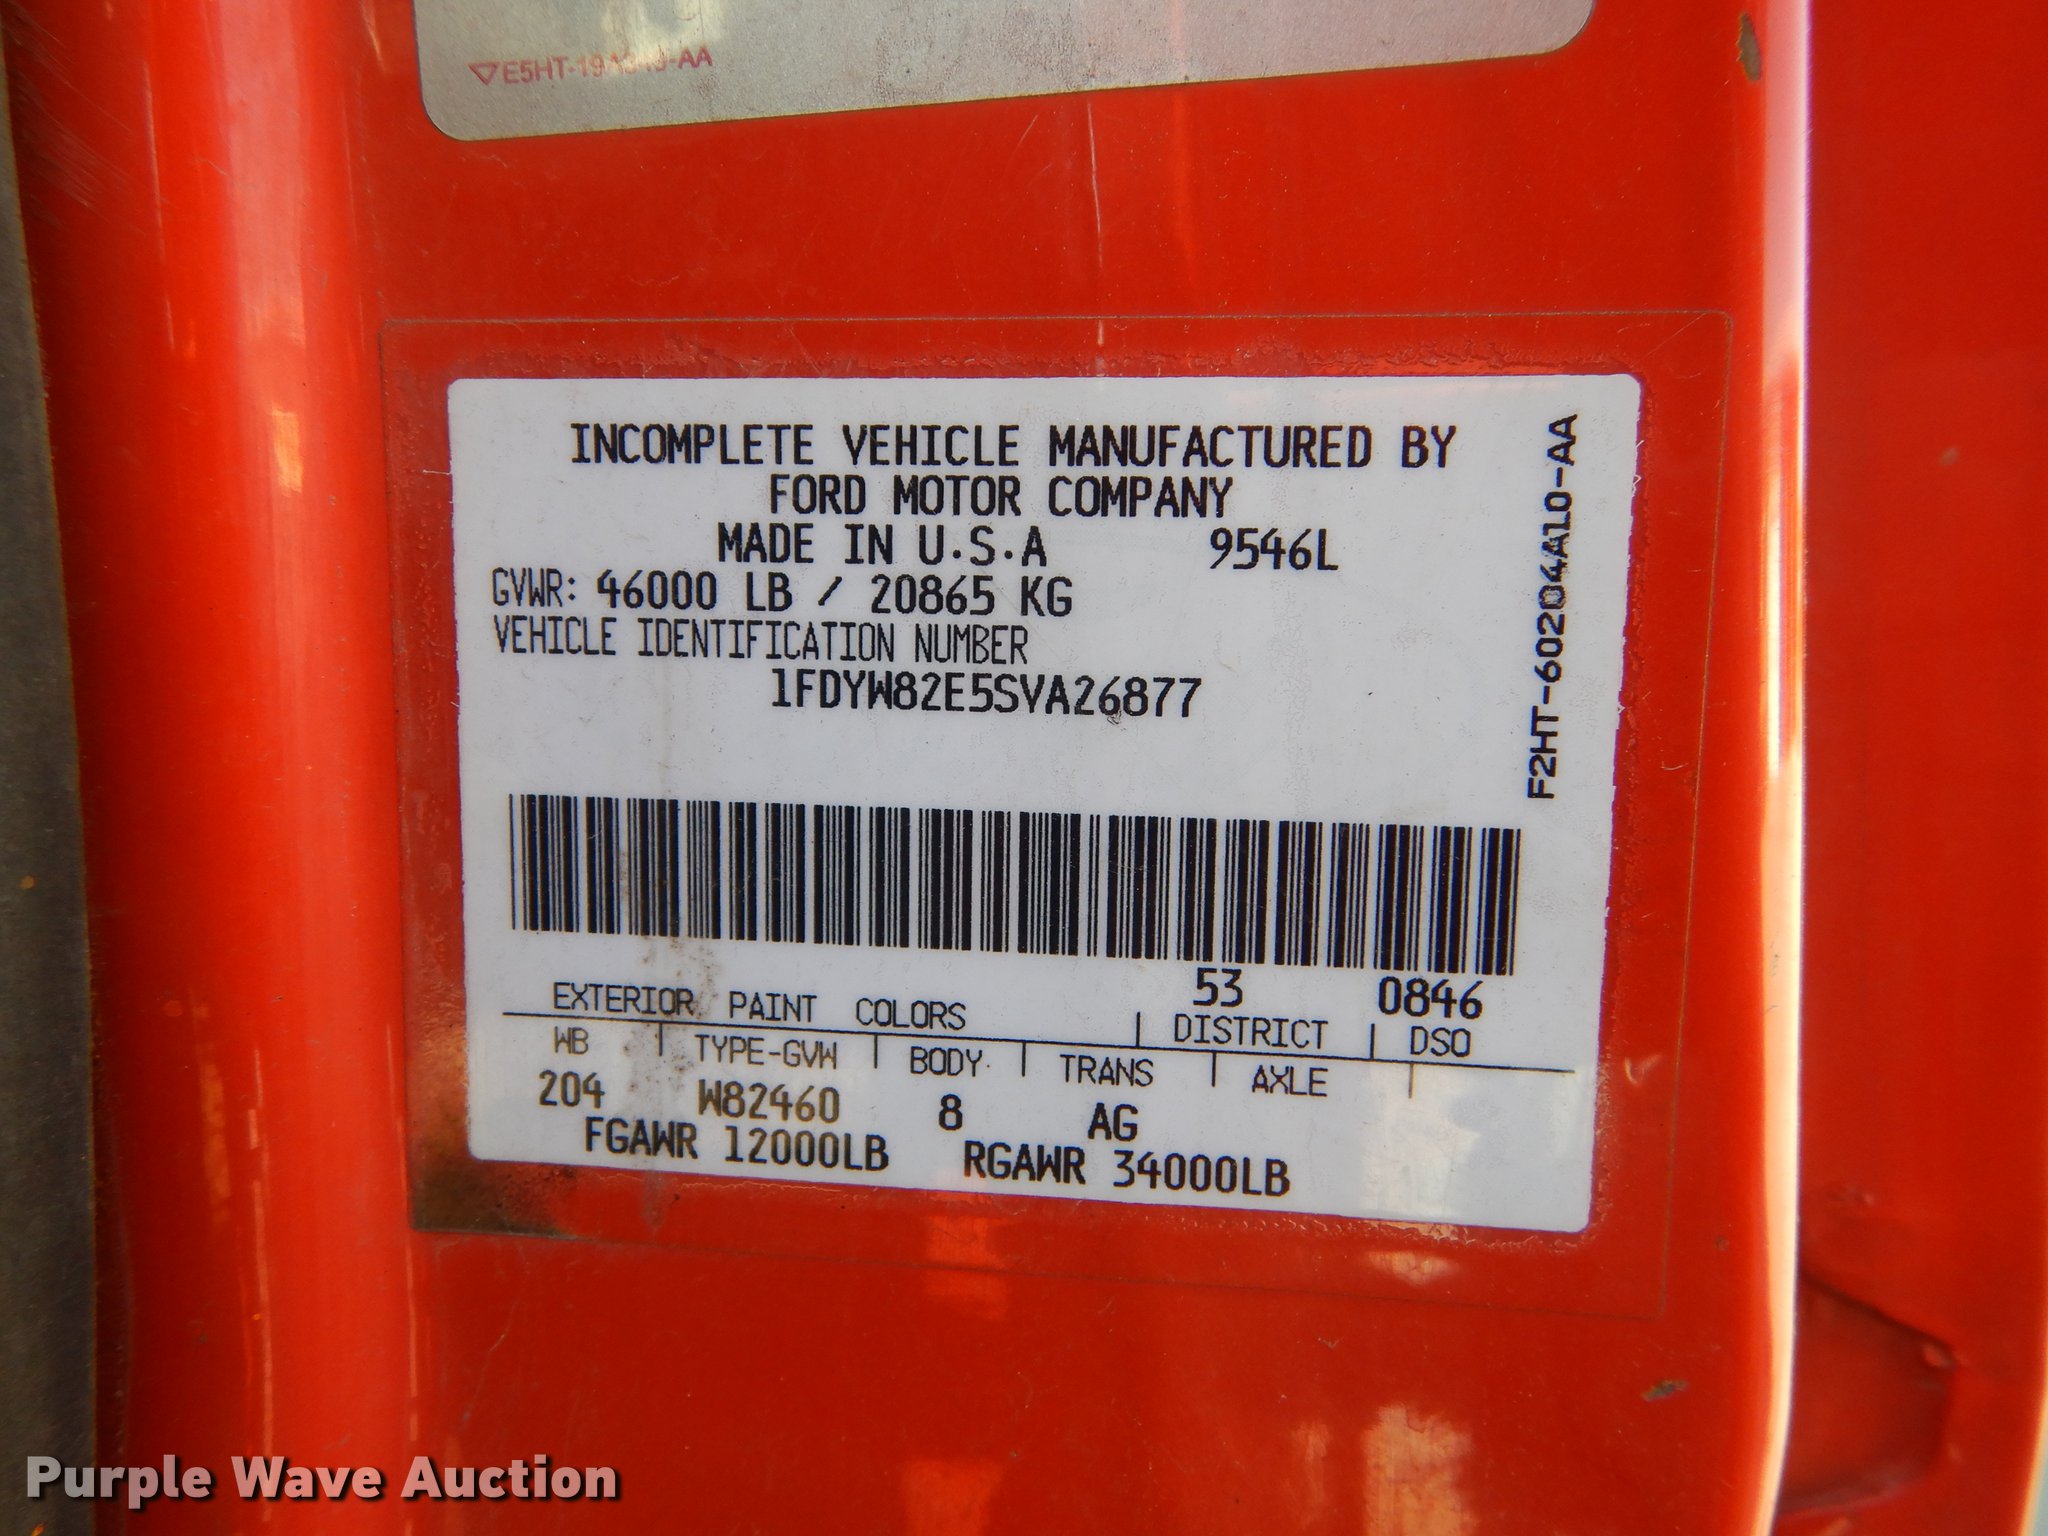 INCOMPLETE VEHICLE MANUFACTURED BY
FORD MOTOR COMPANY
MADE IN U.S.A 9546L
GVWR: 46000 LB / 20865 KG
VEHICLE IDENTIFICATION NUMBER
1FDYW82E5SVA26877
F2HT-60204A10-AA
53 0846
EXTERIOR PAINT COLORS DISTRICT DSO
WB TYPE-GVW BODY TRANS AXLE
204 W82460 8 AG
FGAWR 12000LB RGAWR 34000LB
Purple Wave Auction